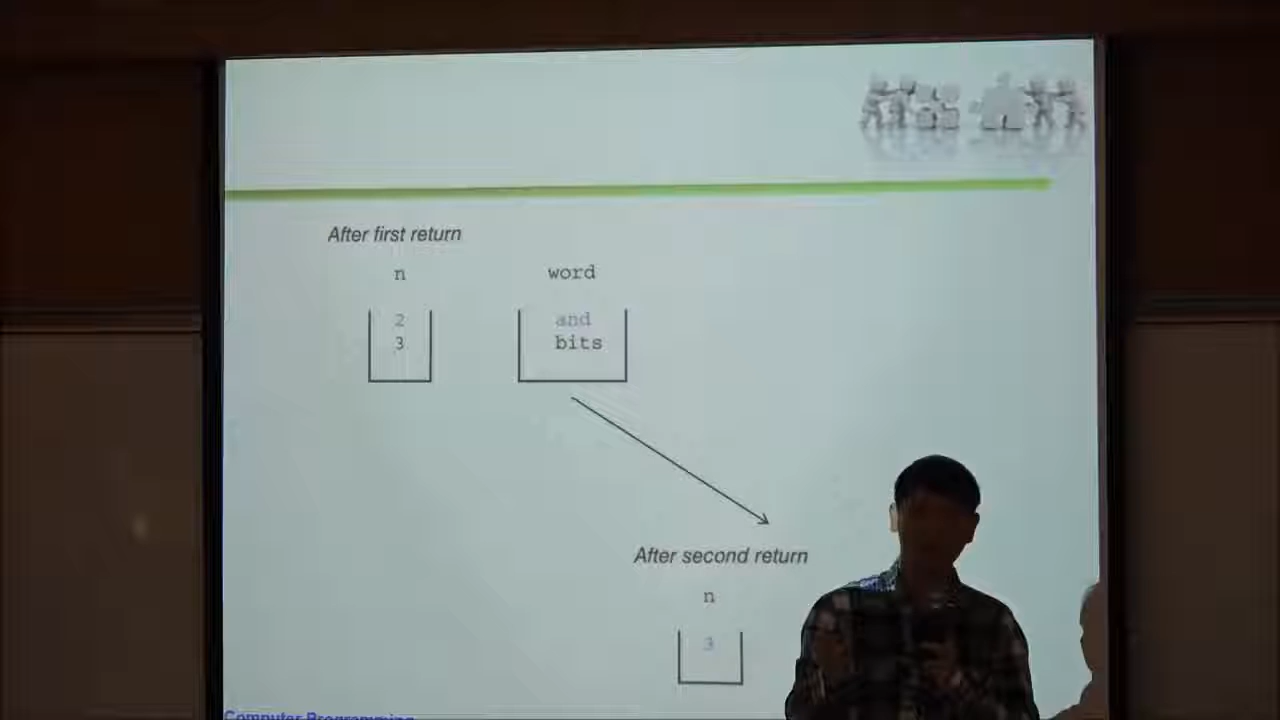 After first return
n word
2 and
3 bits
After second return
n
3
Computer Programming